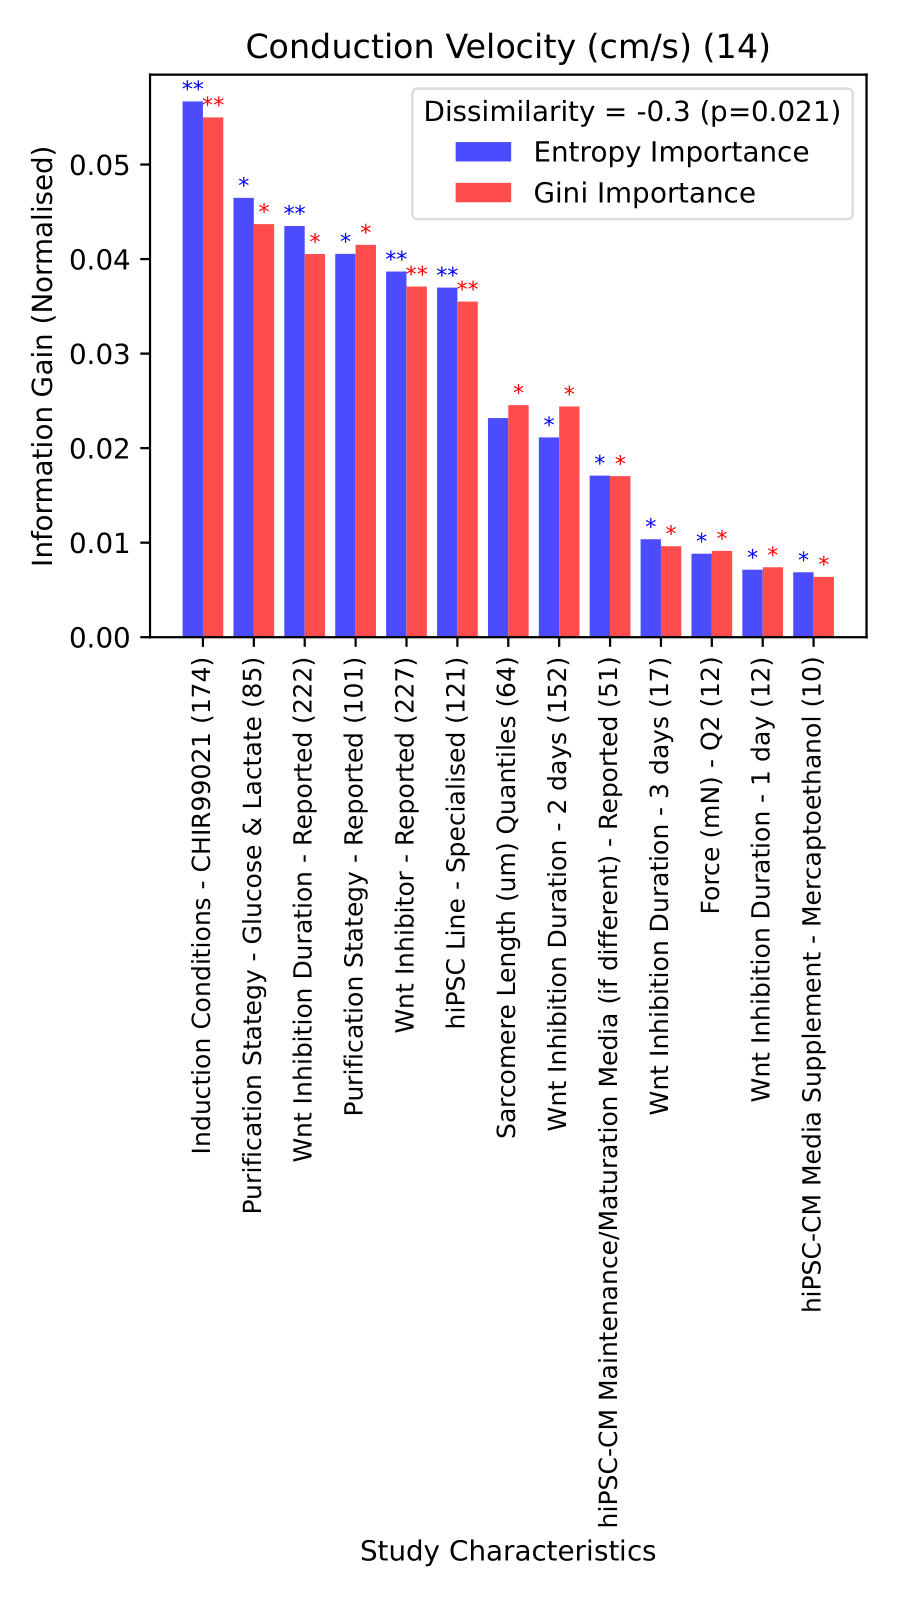 Conduction Velocity (cm/s) (14)
Dissimilarity = -0.3 (p=0.021)
Entropy Importance
Gini Importance
Information Gain (Normalised)
0.05
0.04
0.03
0.02
0.01
0.00
** ** * * ** * * * ** ** ** ** * * * * * * * * * * * * *
Induction Conditions - CHIR99021 (174)
Purification Stategy - Glucose & Lactate (85)
Wnt Inhibition Duration - Reported (222)
Purification Stategy - Reported (101)
Wnt Inhibitor - Reported (227)
hiPSC Line - Specialised (121)
Sarcomere Length (um) Quantiles (64)
Wnt Inhibition Duration - 2 days (152)
hiPSC-CM Maintenance/Maturation Media (if different) - Reported (51)
Wnt Inhibition Duration - 3 days (17)
Force (mN) - Q2 (12)
Wnt Inhibition Duration - 1 day (12)
hiPSC-CM Media Supplement - Mercaptoethanol (10)
Study Characteristics